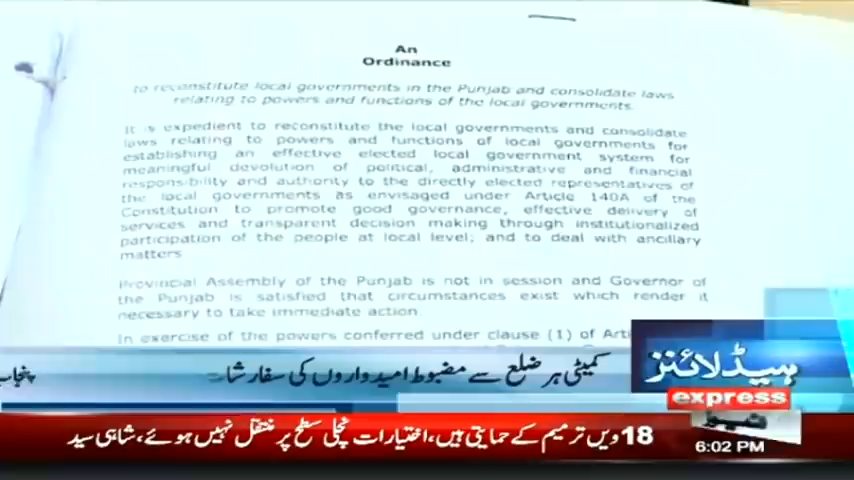 An
Ordinance
to reconstitute local governments in the Punjab and consolidate laws
relating to powers and functions of the local governments.
It is expedient to reconstitute the local governments and consolidate
laws relating to powers and functions of local governments for
establishing an effective elected local government system for
meaningful devolution of political, administrative and financial
responsibility and authority to the directly elected representatives of
the local governments as envisaged under Article 140A of the
Constitution to promote good governance, effective delivery of
services and transparent decision making through institutionalized
participation of the people at local level; and to deal with ancillary
matters
Provincial Assembly of the Punjab is not in session and Governor of
the Punjab is satisfied that circumstances exist which render it
necessary to take immediate action.
In exercise of the powers conferred under clause (1) of
ہیڈلائنز
کمیٹی ہر ضلع سے مضبوط امیدواروں کی سفارشات
express
نیوز
6:02 PM
18 ویں ترمیم کے حمایتی ہیں، اختیارات نچلی سطح پر منتقل نہیں ہوئے، شاہی سید